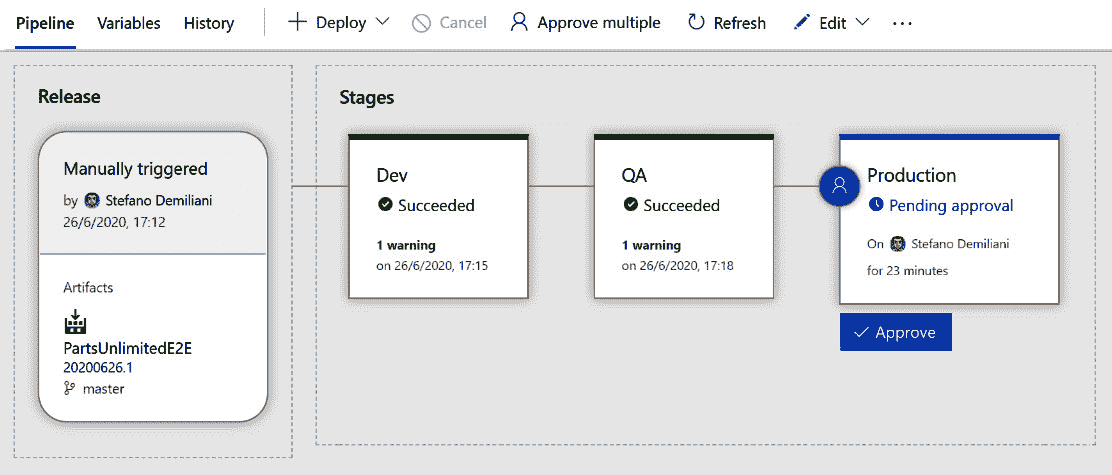 Pipeline Variables History Deploy Cancel Approve multiple Refresh Edit ...
Release
Manually triggered
by Stefano Demiliani
26/6/2020, 17:12
Artifacts
PartsUnlimitedE2E
20200626.1
master
Stages
Dev
Succeeded
1 warning
on 26/6/2020, 17:15
QA
Succeeded
1 warning
on 26/6/2020, 17:18
Production
Pending approval
On Stefano Demiliani
for 23 minutes
Approve